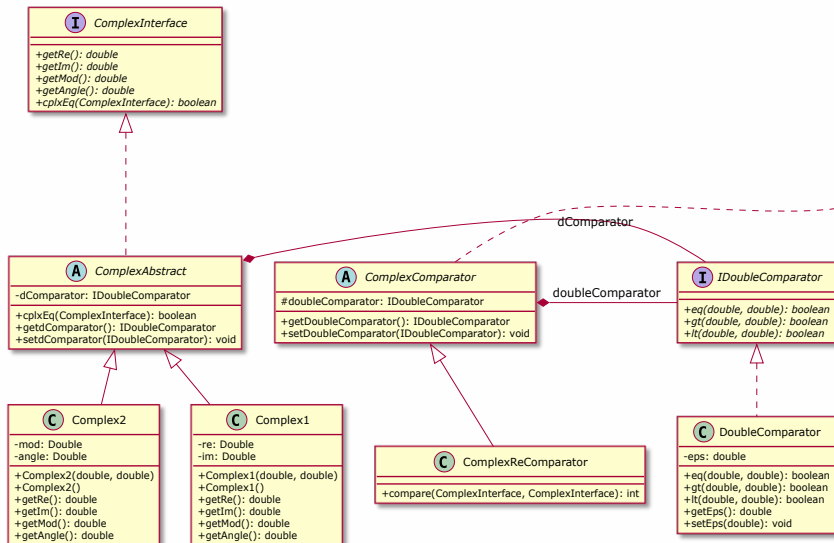 I ComplexInterface
+getRe(): double
+getIm(): double
+getMod(): double
+getAngle(): double
+cplxEq(ComplexInterface): boolean
dComparator
A ComplexAbstract
-dComparator: IDoubleComparator
+cplxEq(ComplexInterface): boolean
+getdComparator(): IDoubleComparator
+setdComparator(IDoubleComparator): void
A ComplexComparator
#doubleComparator: IDoubleComparator
+getDoubleComparator(): IDoubleComparator
+setDoubleComparator(IDoubleComparator): void
doubleComparator
I IDoubleComparator
+eq(double, double): boolean
+gt(double, double): boolean
+lt(double, double): boolean
C Complex2
-mod: Double
-angle: Double
+Complex2(double, double)
+Complex2()
+getRe(): double
+getIm(): double
+getMod(): double
+getAngle(): double
C Complex1
-re: Double
-im: Double
+Complex1(double, double)
+Complex1()
+getRe(): double
+getIm(): double
+getMod(): double
+getAngle(): double
C ComplexReComparator
+compare(ComplexInterface, ComplexInterface): int
C DoubleComparator
-eps: double
+eq(double, double): boolean
+gt(double, double): boolean
+lt(double, double): boolean
+getEps(): double
+setEps(double): void